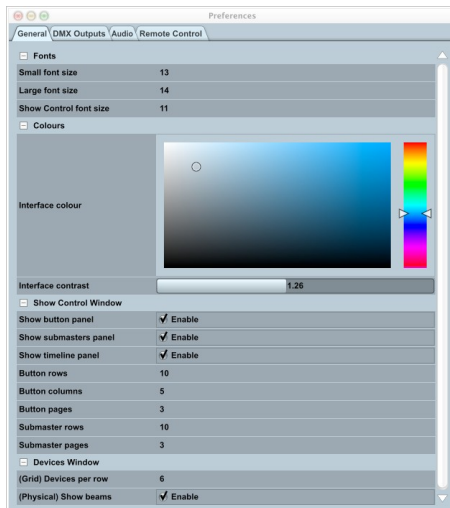 Preferences
General DMX Outputs Audio Remote Control
Fonts
Small font size 13
Large font size 14
Show Control font size 11
Colours
Interface colour
Interface contrast 1.26
Show Control Window
Show button panel Enable
Show submasters panel Enable
Show timeline panel Enable
Button rows 10
Button columns 5
Button pages 3
Submaster rows 10
Submaster pages 3
Devices Window
(Grid) Devices per row 6
(Physical) Show beams Enable